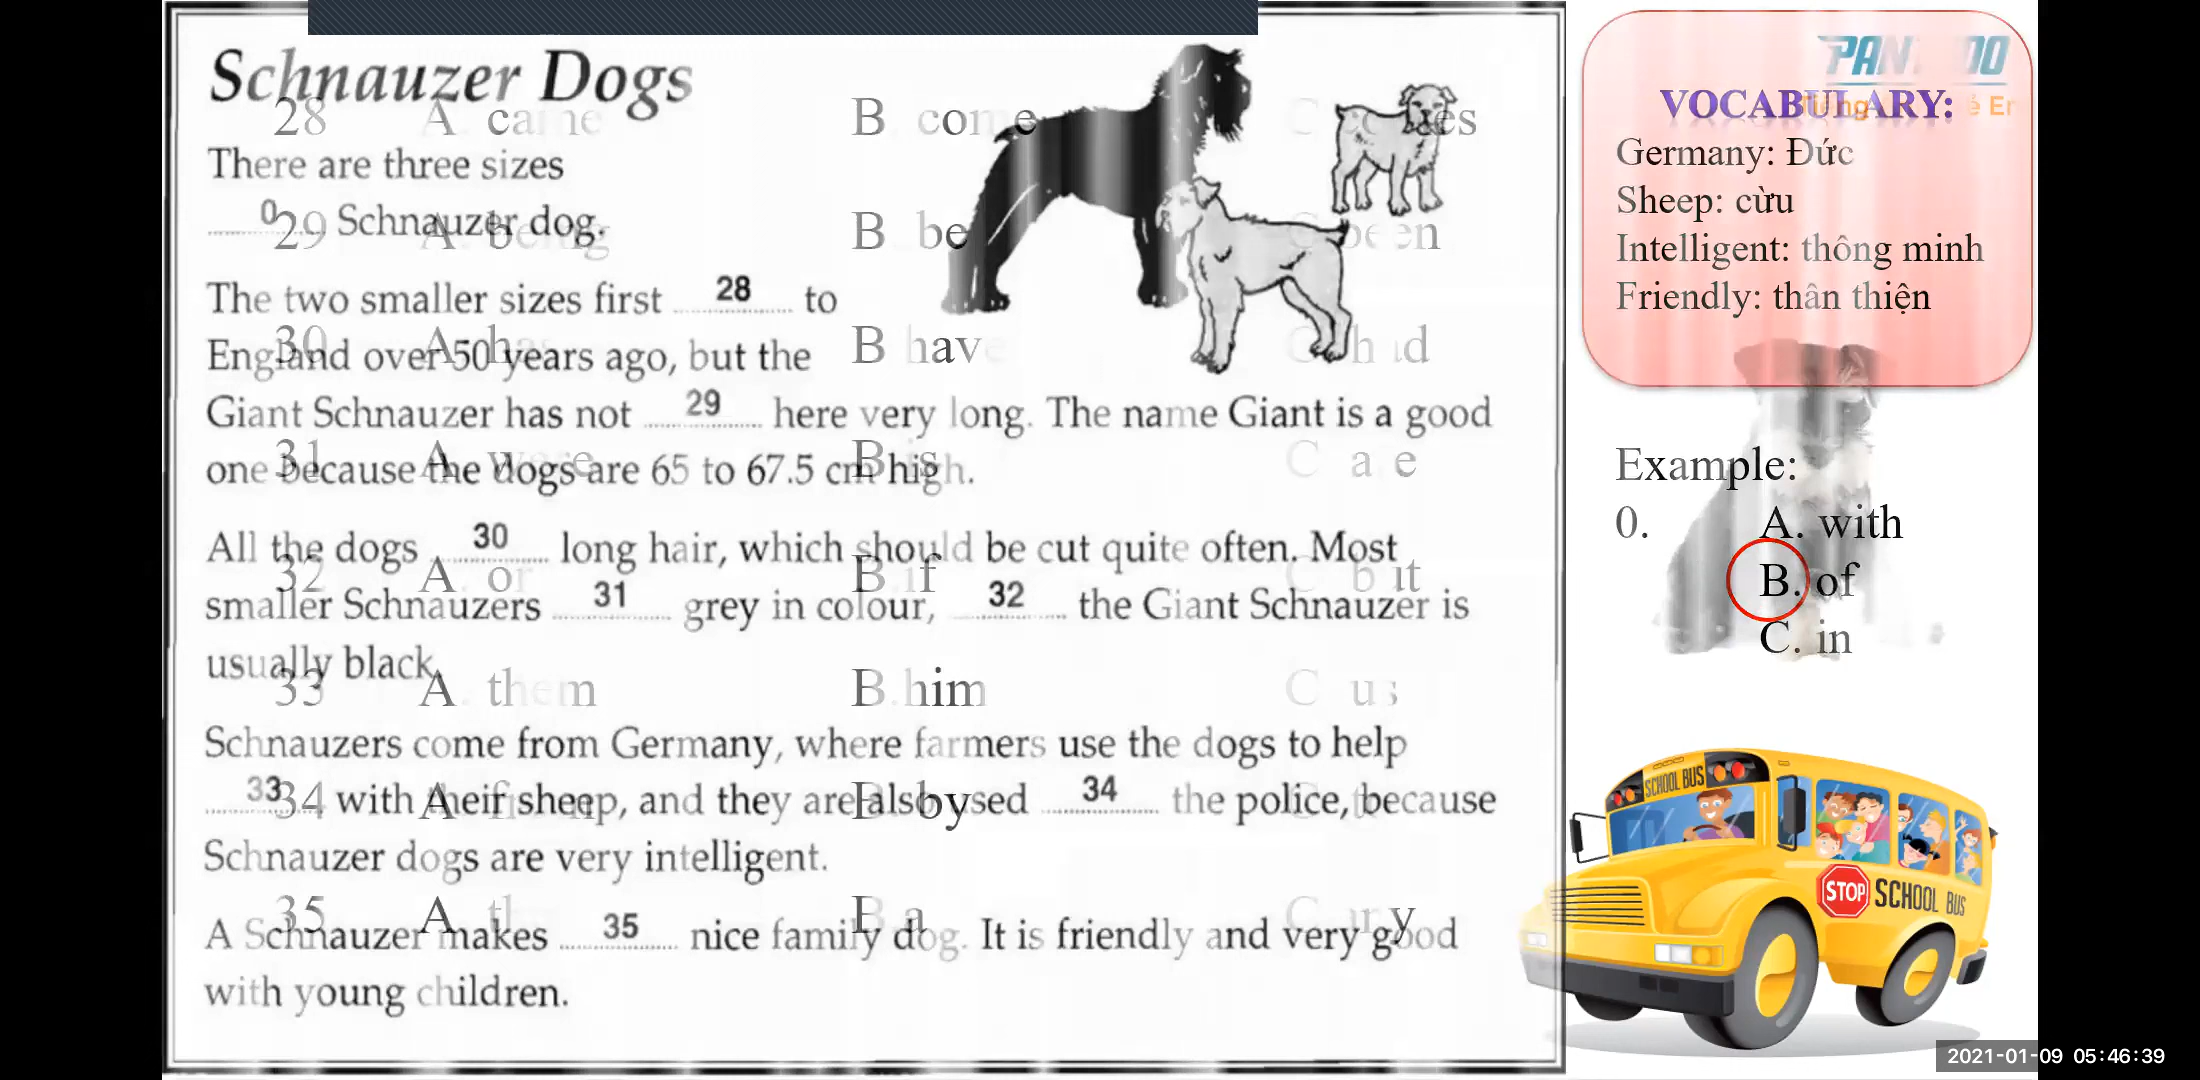 Schnauzer Dogs
There are three sizes
0 Schnauzer dog.
The two smaller sizes first 28 to
England over 50 years ago, but the
Giant Schnauzer has not 29 here very long. The name Giant is a good
one because the dogs are 65 to 67.5 cm high.
All the dogs 30 long hair, which should be cut quite often. Most
smaller Schnauzers 31 grey in colour, 32 the Giant Schnauzer is
usually black.
Schnauzers come from Germany, where farmers use the dogs to help
33 with their sheep, and they are also used 34 the police, because
Schnauzer dogs are very intelligent.
A Schnauzer makes 35 nice family dog. It is friendly and very good
with young children.
28 A. came B. come C
29 A. being B be C been
30 A B have C had
31 A were B is C are
32 A. or B. if C but
33 A. them B. him C us
34 A B by C
35 A B a C
VOCABULARY:
Germany: Đức
Sheep: cừu
Intelligent: thông minh
Friendly: thân thiện
Example:
0. A. with
B. of
C. in
SCHOOL BUS
STOP SCHOOL BUS
2021-01-09 05:46:39